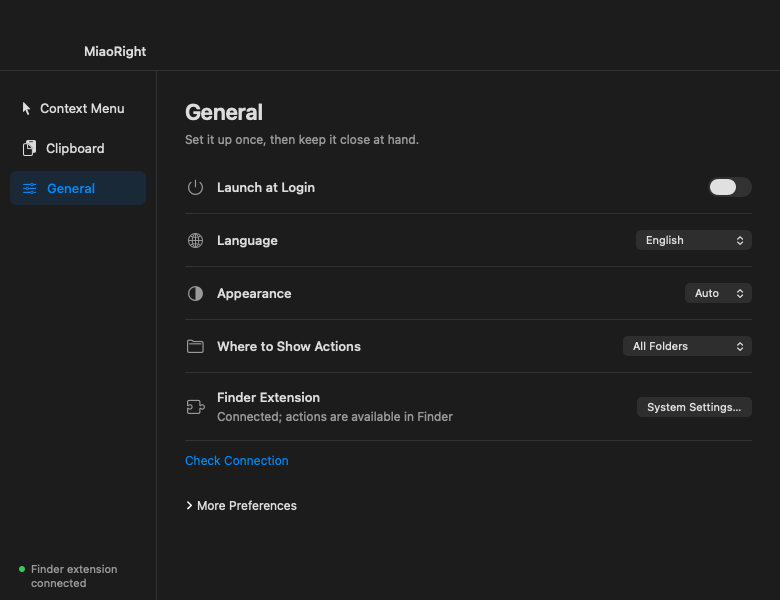 MiaoRight
Context Menu
Clipboard
General
General
Set it up once, then keep it close at hand.
Launch at Login
Language
English
Appearance
Auto
Where to Show Actions
All Folders
Finder Extension
Connected; actions are available in Finder
System Settings...
Check Connection
More Preferences
Finder extension
connected